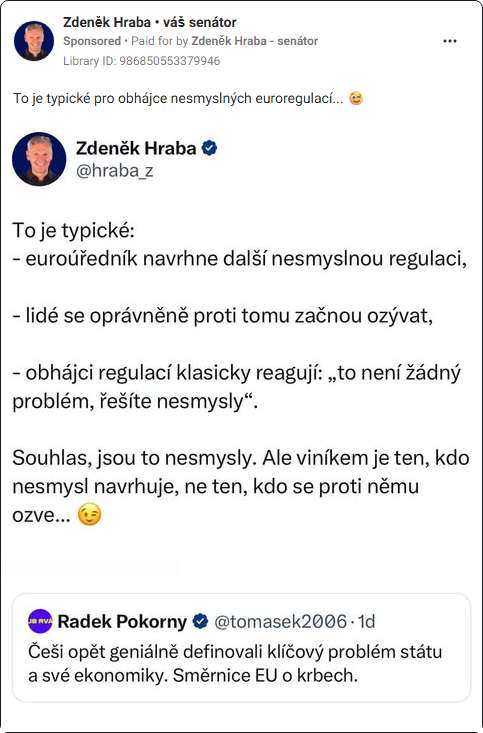 Zdeněk Hraba • váš senátor
Sponsored • Paid for by Zdeněk Hraba - senátor
Library ID: 986850553379946
To je typické pro obhájce nesmyslných euroregulací... 😉
Zdeněk Hraba
@hraba_z
To je typické:
- euroúředník navrhne další nesmyslnou regulaci,
- lidé se oprávněně proti tomu začnou ozývat,
- obhájci regulací klasicky reagují: „to není žádný
problém, řešíte nesmysly“.
Souhlas, jsou to nesmysly. Ale viníkem je ten, kdo
nesmysl navrhuje, ne ten, kdo se proti němu
ozve... 😉
JB RVA Radek Pokorny @tomasek2006 · 1d
Češi opět geniálně definovali klíčový problém státu
a své ekonomiky. Směrnice EU o krbech.